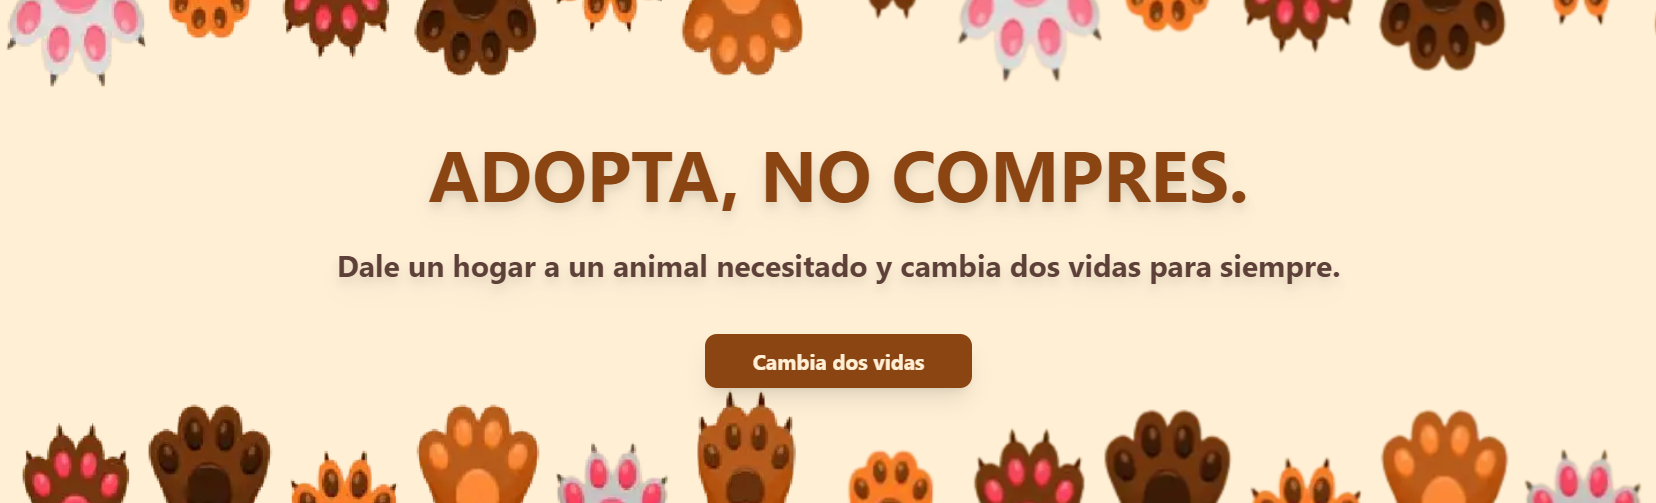 ADOPTA, NO COMPRES.
Dale un hogar a un animal necesitado y cambia dos vidas para siempre.
Cambia dos vidas